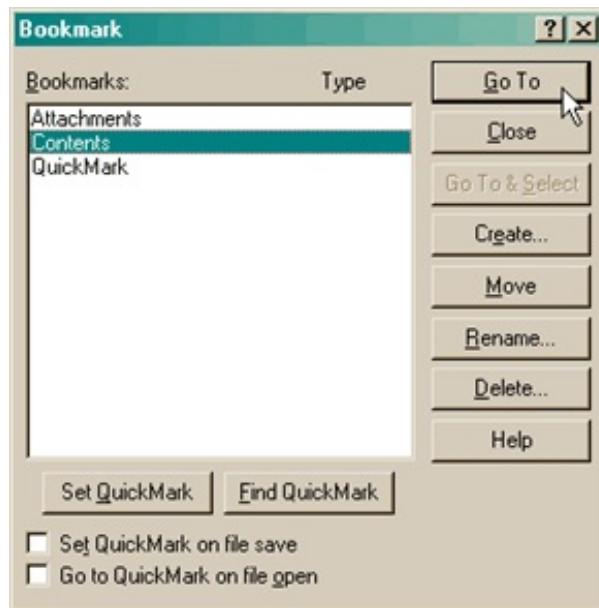 Bookmark
Bookmarks: Type
Attachments
Contents
QuickMark
Go To
Close
Go To & Select
Create...
Move
Rename...
Delete...
Help
Set QuickMark Find QuickMark
Set QuickMark on file save
Go to QuickMark on file open